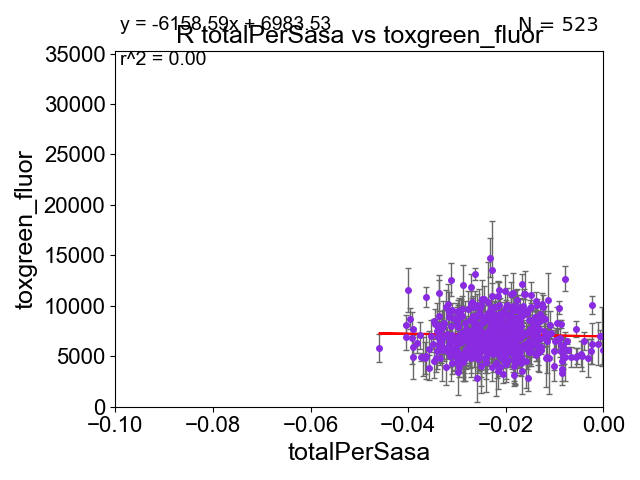 y = -6158.59x + 6983.53
N = 523
R totalPerSasa vs toxgreen_fluor
r^2 = 0.00
35000
30000
25000
20000
15000
10000
5000
0
toxgreen_fluor
−0.10 −0.08 −0.06 −0.04 −0.02 0.00
totalPerSasa